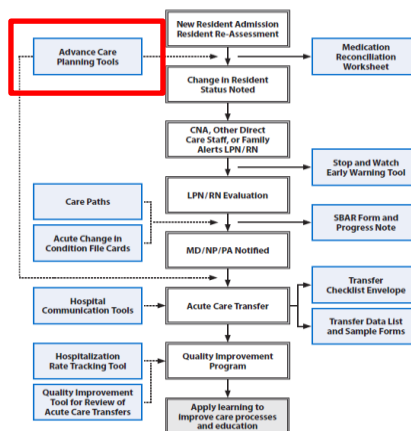 New Resident Admission
Resident Re-Assessment
Advance Care
Planning Tools
Medication
Reconciliation
Worksheet
Change in Resident
Status Noted
CNA, Other Direct
Care Staff, or Family
Alerts LPN/RN
Stop and Watch
Early Warning Tool
LPN/RN Evaluation
Care Paths
Acute Change in
Condition File Cards
SBAR Form and
Progress Note
MD/NP/PA Notified
Hospital
Communication Tools
Acute Care Transfer
Transfer
Checklist Envelope
Transfer Data List
and Sample Forms
Hospitalization
Rate Tracking Tool
Quality Improvement
Tool for Review of
Acute Care Transfers
Quality Improvement
Program
Apply learning to
improve care processes
and education